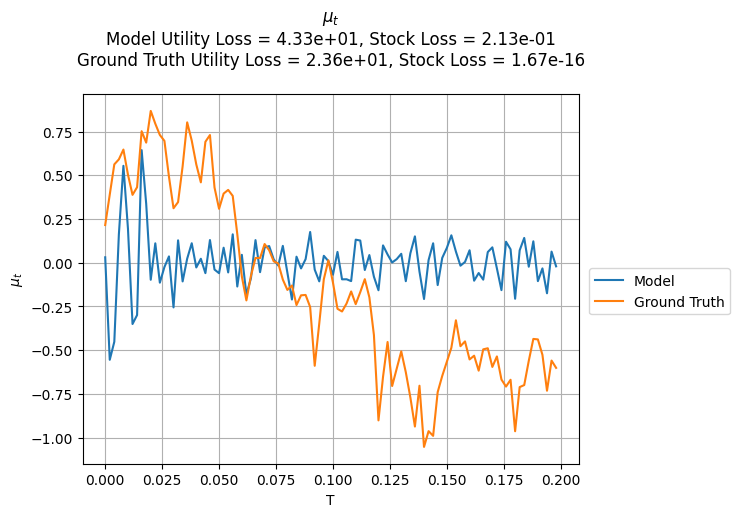 μ_t
Model Utility Loss = 4.33e+01, Stock Loss = 2.13e-01
Ground Truth Utility Loss = 2.36e+01, Stock Loss = 1.67e-16
0.75
0.50
0.25
0.00
−0.25
−0.50
−0.75
−1.00
μ_t
0.000 0.025 0.050 0.075 0.100 0.125 0.150 0.175 0.200
T
Model
Ground Truth